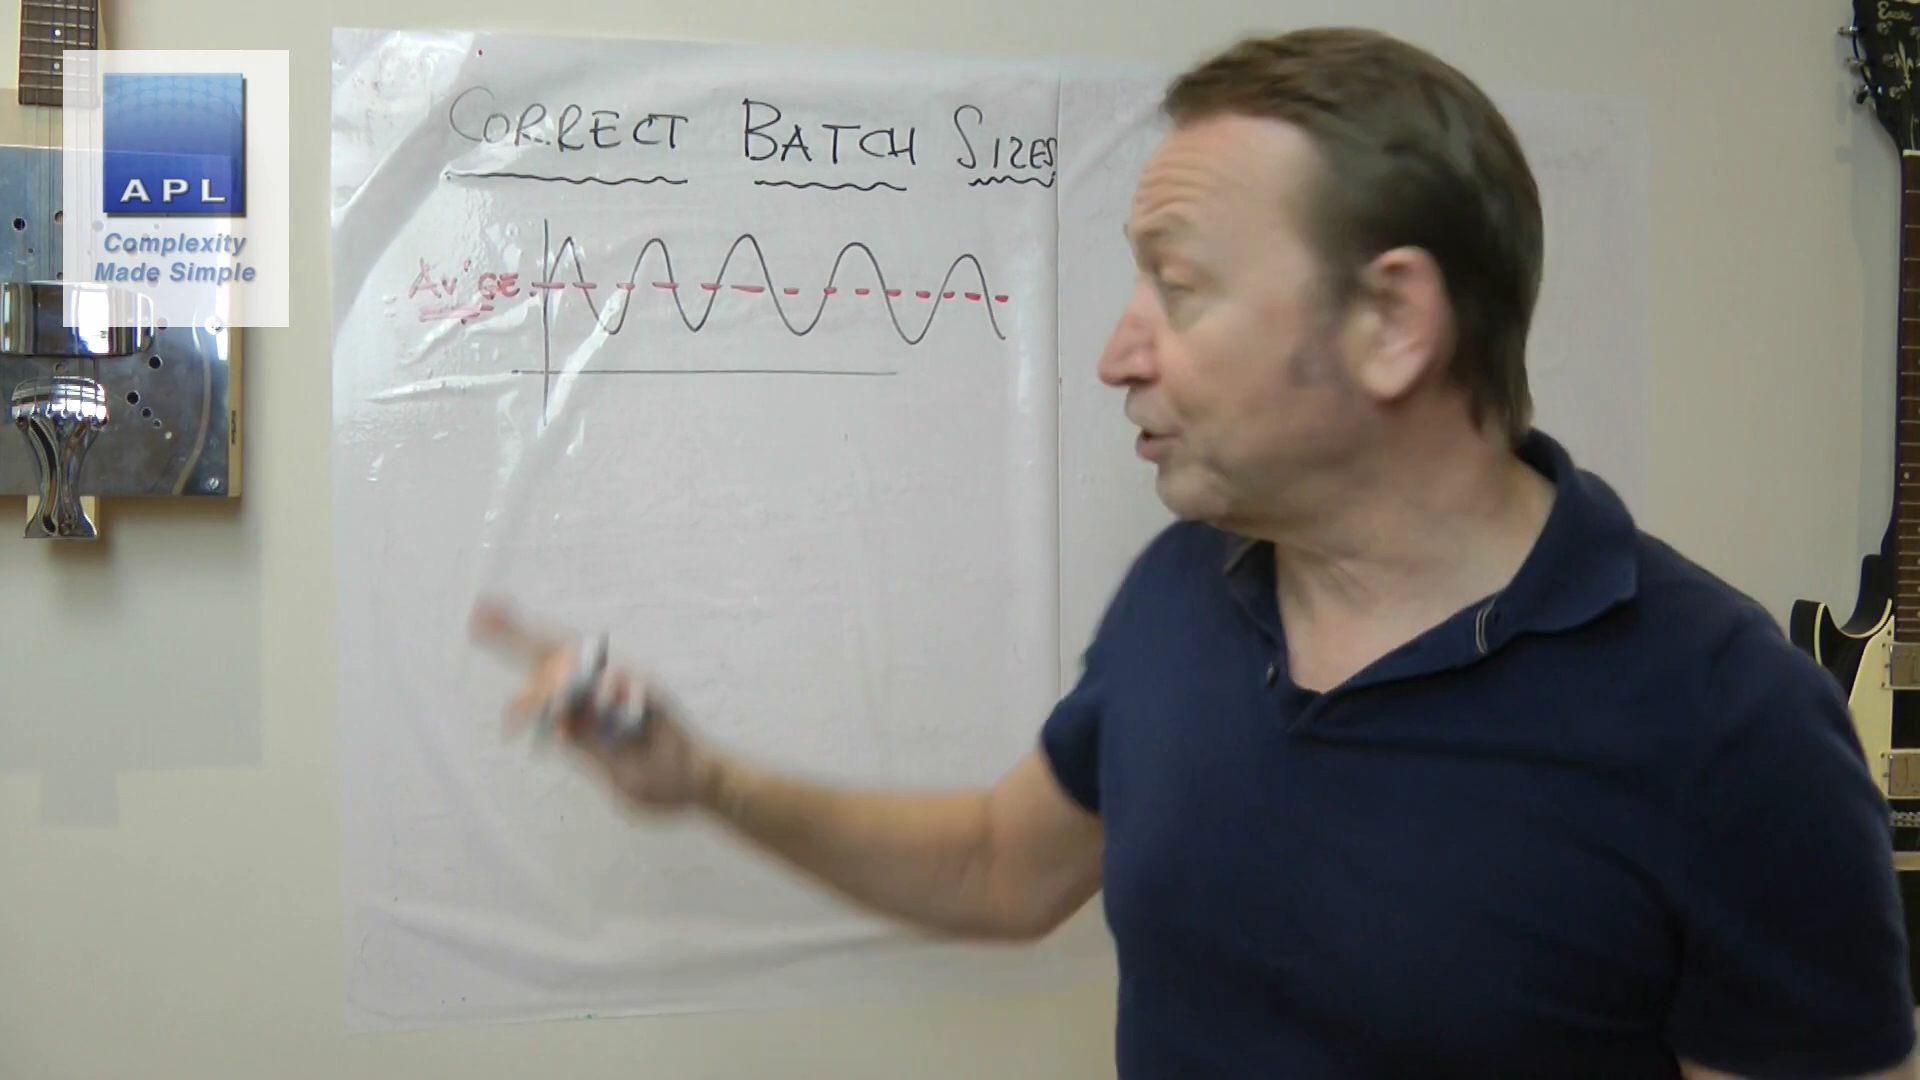 CORRECT BATCH SIZES
AV'GE
APL
Complexity
Made Simple